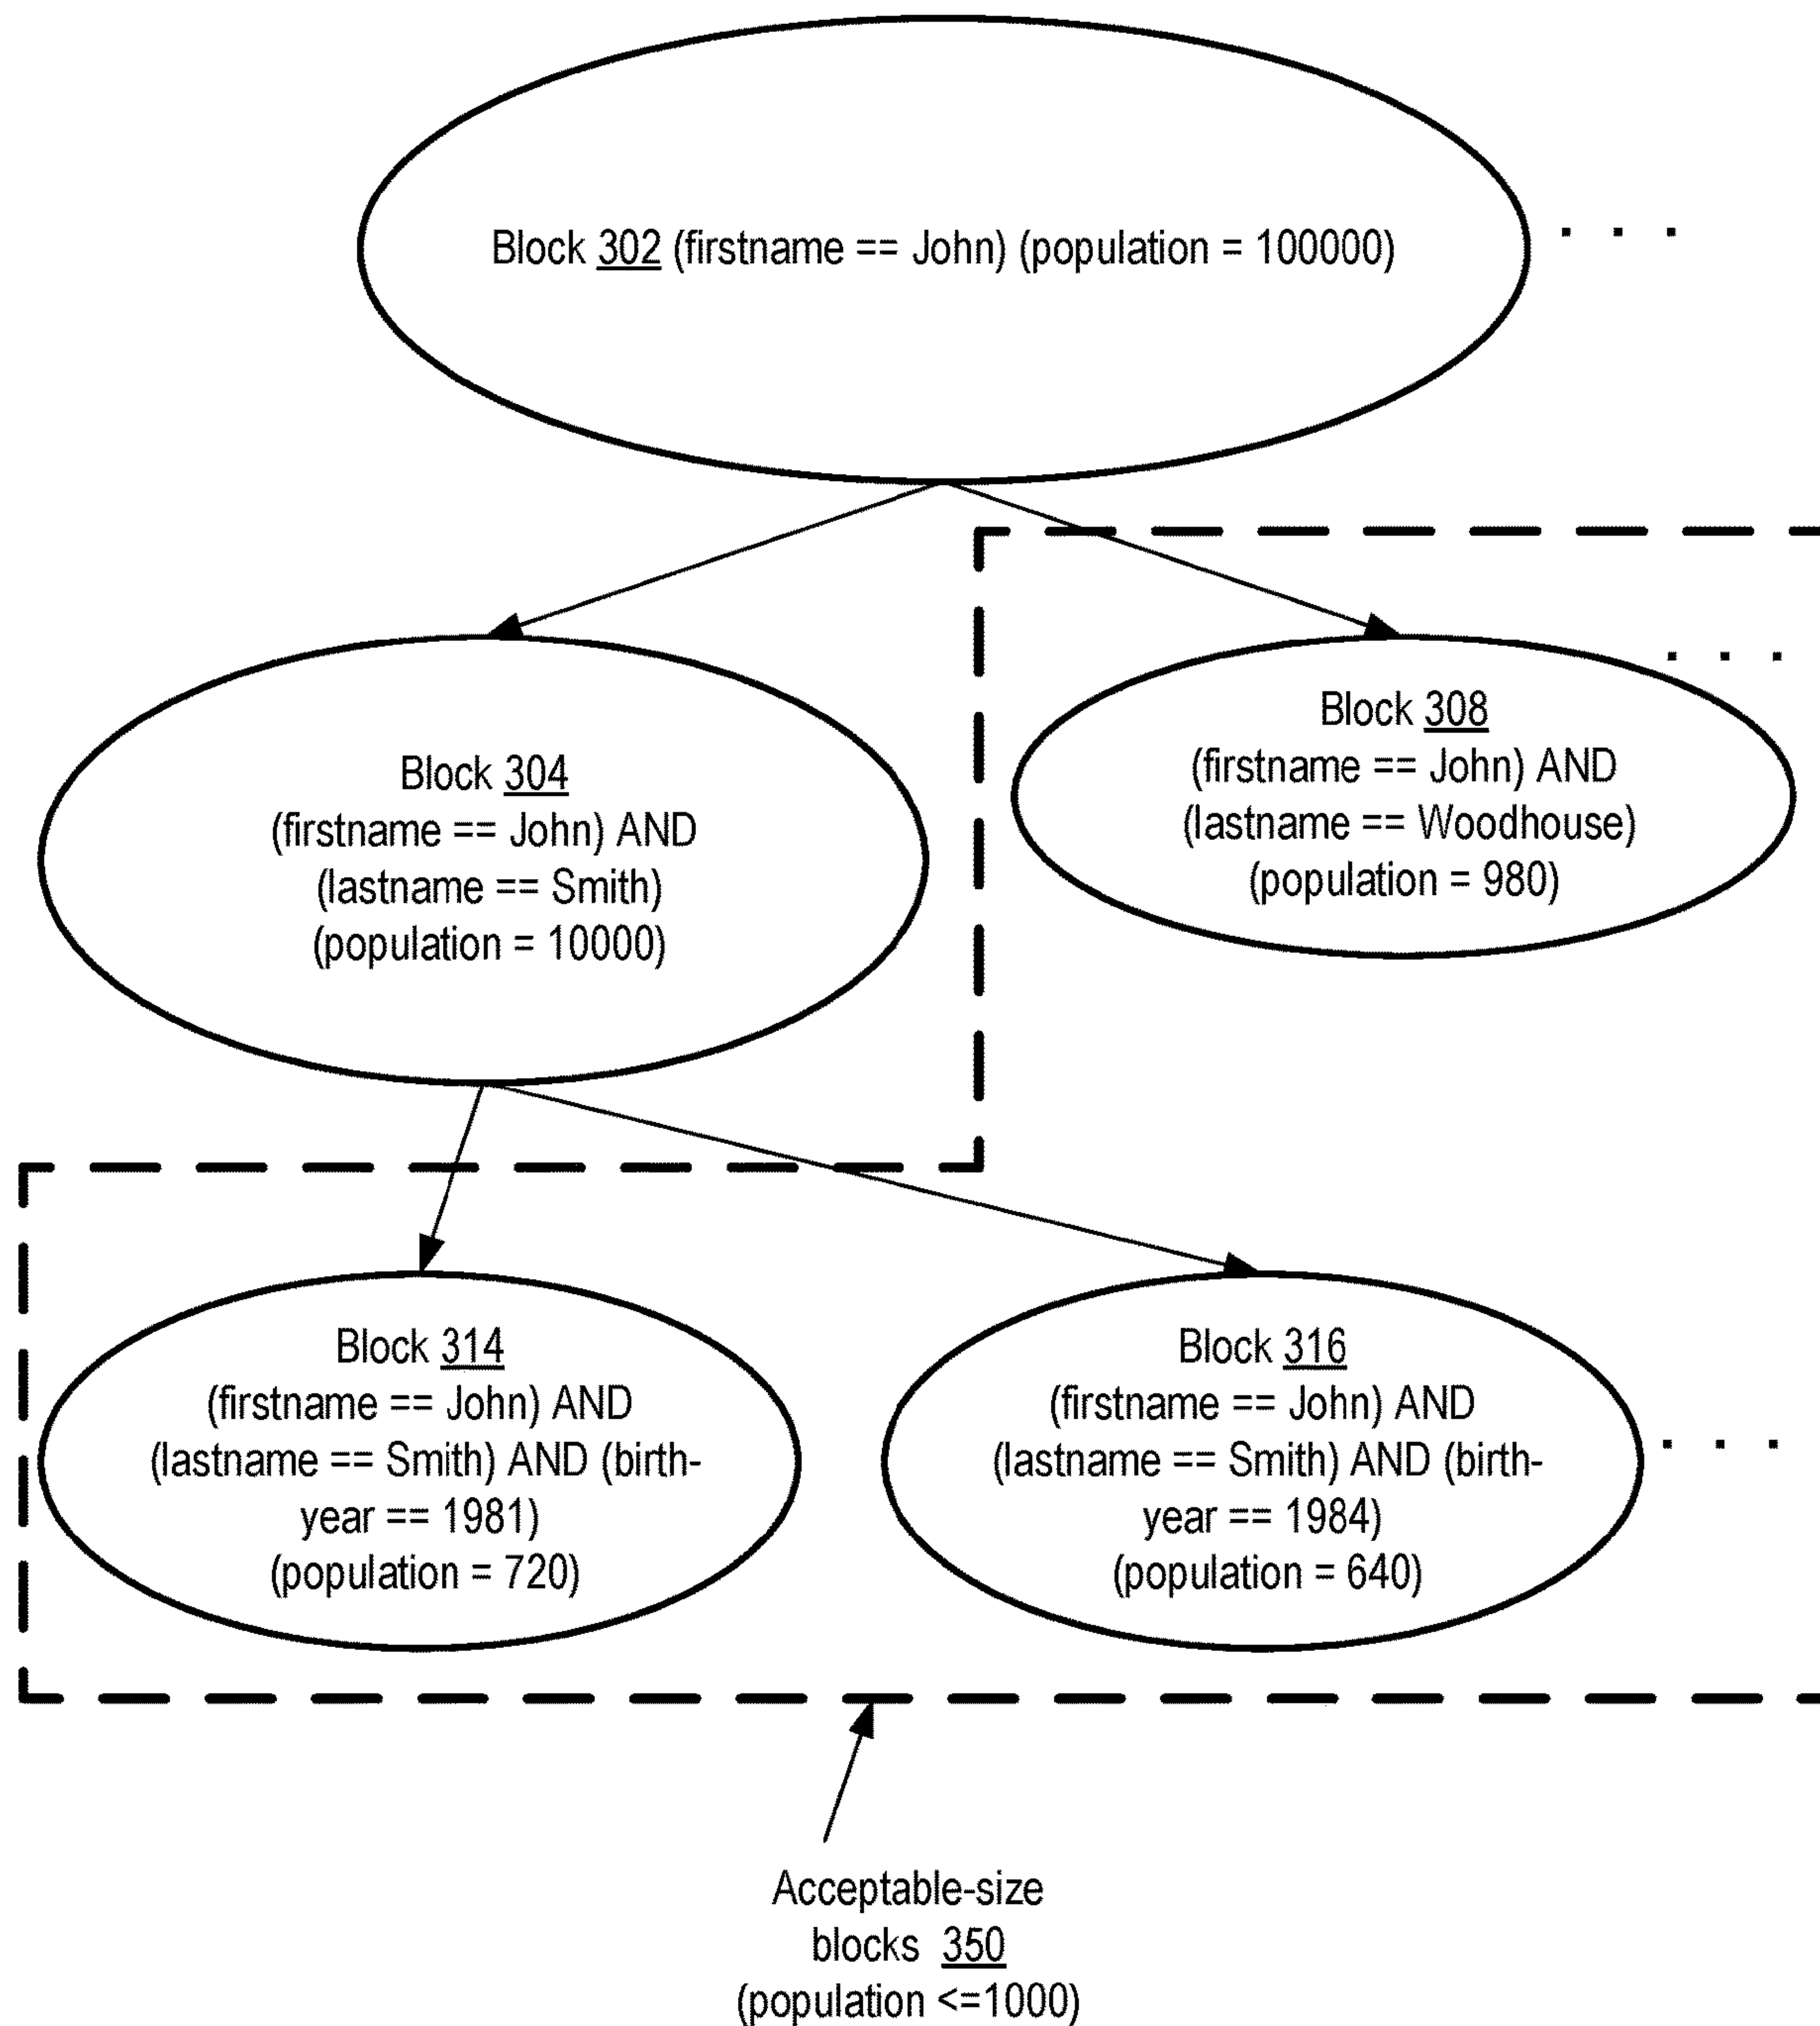 Block 302 (firstname == John) (population = 100000)
. . .
Block 304
(firstname == John) AND
(lastname == Smith)
(population = 10000)
. . .
Block 308
(firstname == John) AND
(lastname == Woodhouse)
(population = 980)
Block 314
(firstname == John) AND
(lastname == Smith) AND (birth-
year == 1981)
(population = 720)
Block 316
(firstname == John) AND
(lastname == Smith) AND (birth-
year == 1984)
(population = 640)
. . .
Acceptable-size
blocks 350
(population <=1000)